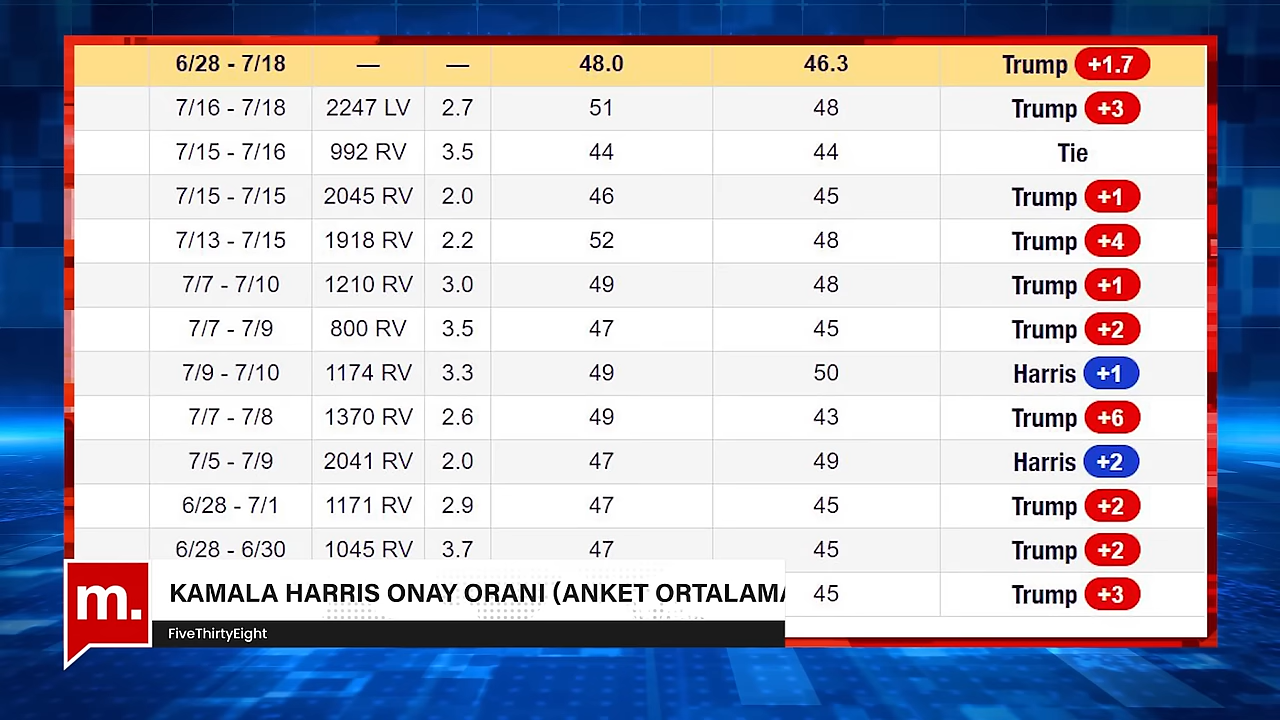 6/28 - 7/18 — — 48.0 46.3 Trump +1.7
7/16 - 7/18 2247 LV 2.7 51 48 Trump +3
7/15 - 7/16 992 RV 3.5 44 44 Tie
7/15 - 7/15 2045 RV 2.0 46 45 Trump +1
7/13 - 7/15 1918 RV 2.2 52 48 Trump +4
7/7 - 7/10 1210 RV 3.0 49 48 Trump +1
7/7 - 7/9 800 RV 3.5 47 45 Trump +2
7/9 - 7/10 1174 RV 3.3 49 50 Harris +1
7/7 - 7/8 1370 RV 2.6 49 43 Trump +6
7/5 - 7/9 2041 RV 2.0 47 49 Harris +2
6/28 - 7/1 1171 RV 2.9 47 45 Trump +2
6/28 - 6/30 1045 RV 3.7 47 45 Trump +2
45 Trump +3
m.
KAMALA HARRIS ONAY ORANI (ANKET ORTALAMA
FiveThirtyEight